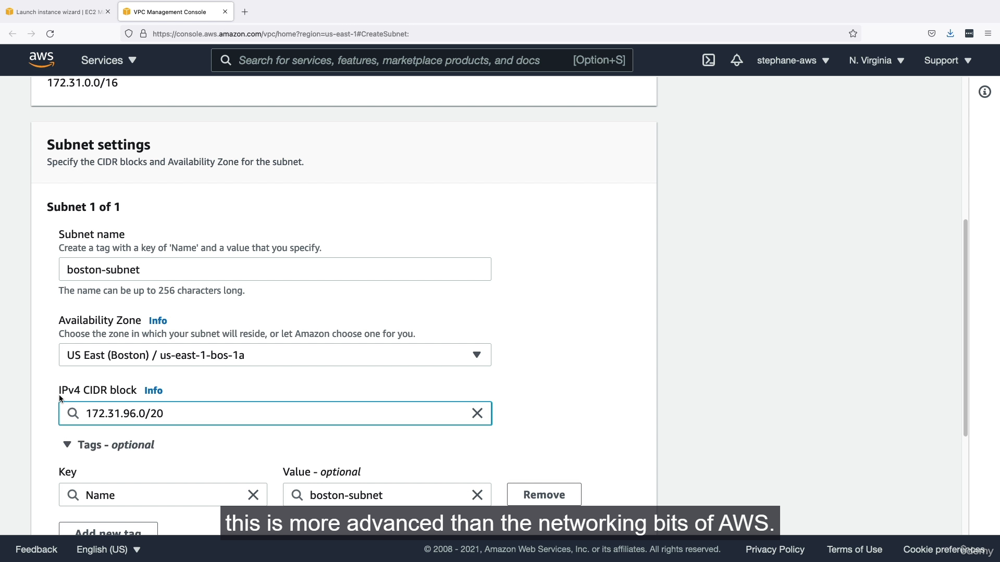 Launch instance wizard | EC2 M
VPC Management Console
https://console.aws.amazon.com/vpc/home?region=us-east-1#CreateSubnet:
aws
Services
Search for services, features, marketplace products, and docs
[Option+S]
stephane-aws
N. Virginia
Support
172.31.0.0/16
Subnet settings
Specify the CIDR blocks and Availability Zone for the subnet.
Subnet 1 of 1
Subnet name
Create a tag with a key of 'Name' and a value that you specify.
boston-subnet
The name can be up to 256 characters long.
Availability Zone Info
Choose the zone in which your subnet will reside, or let Amazon choose one for you.
US East (Boston) / us-east-1-bos-1a
IPv4 CIDR block Info
172.31.96.0/20
Tags - optional
Key
Value - optional
Name
boston-subnet
Remove
Add new tag
this is more advanced than the networking bits of AWS.
Feedback
English (US)
© 2008 - 2021, Amazon Web Services, Inc. or its affiliates. All rights reserved.
Privacy Policy
Terms of Use
Cookie preferences
udemy